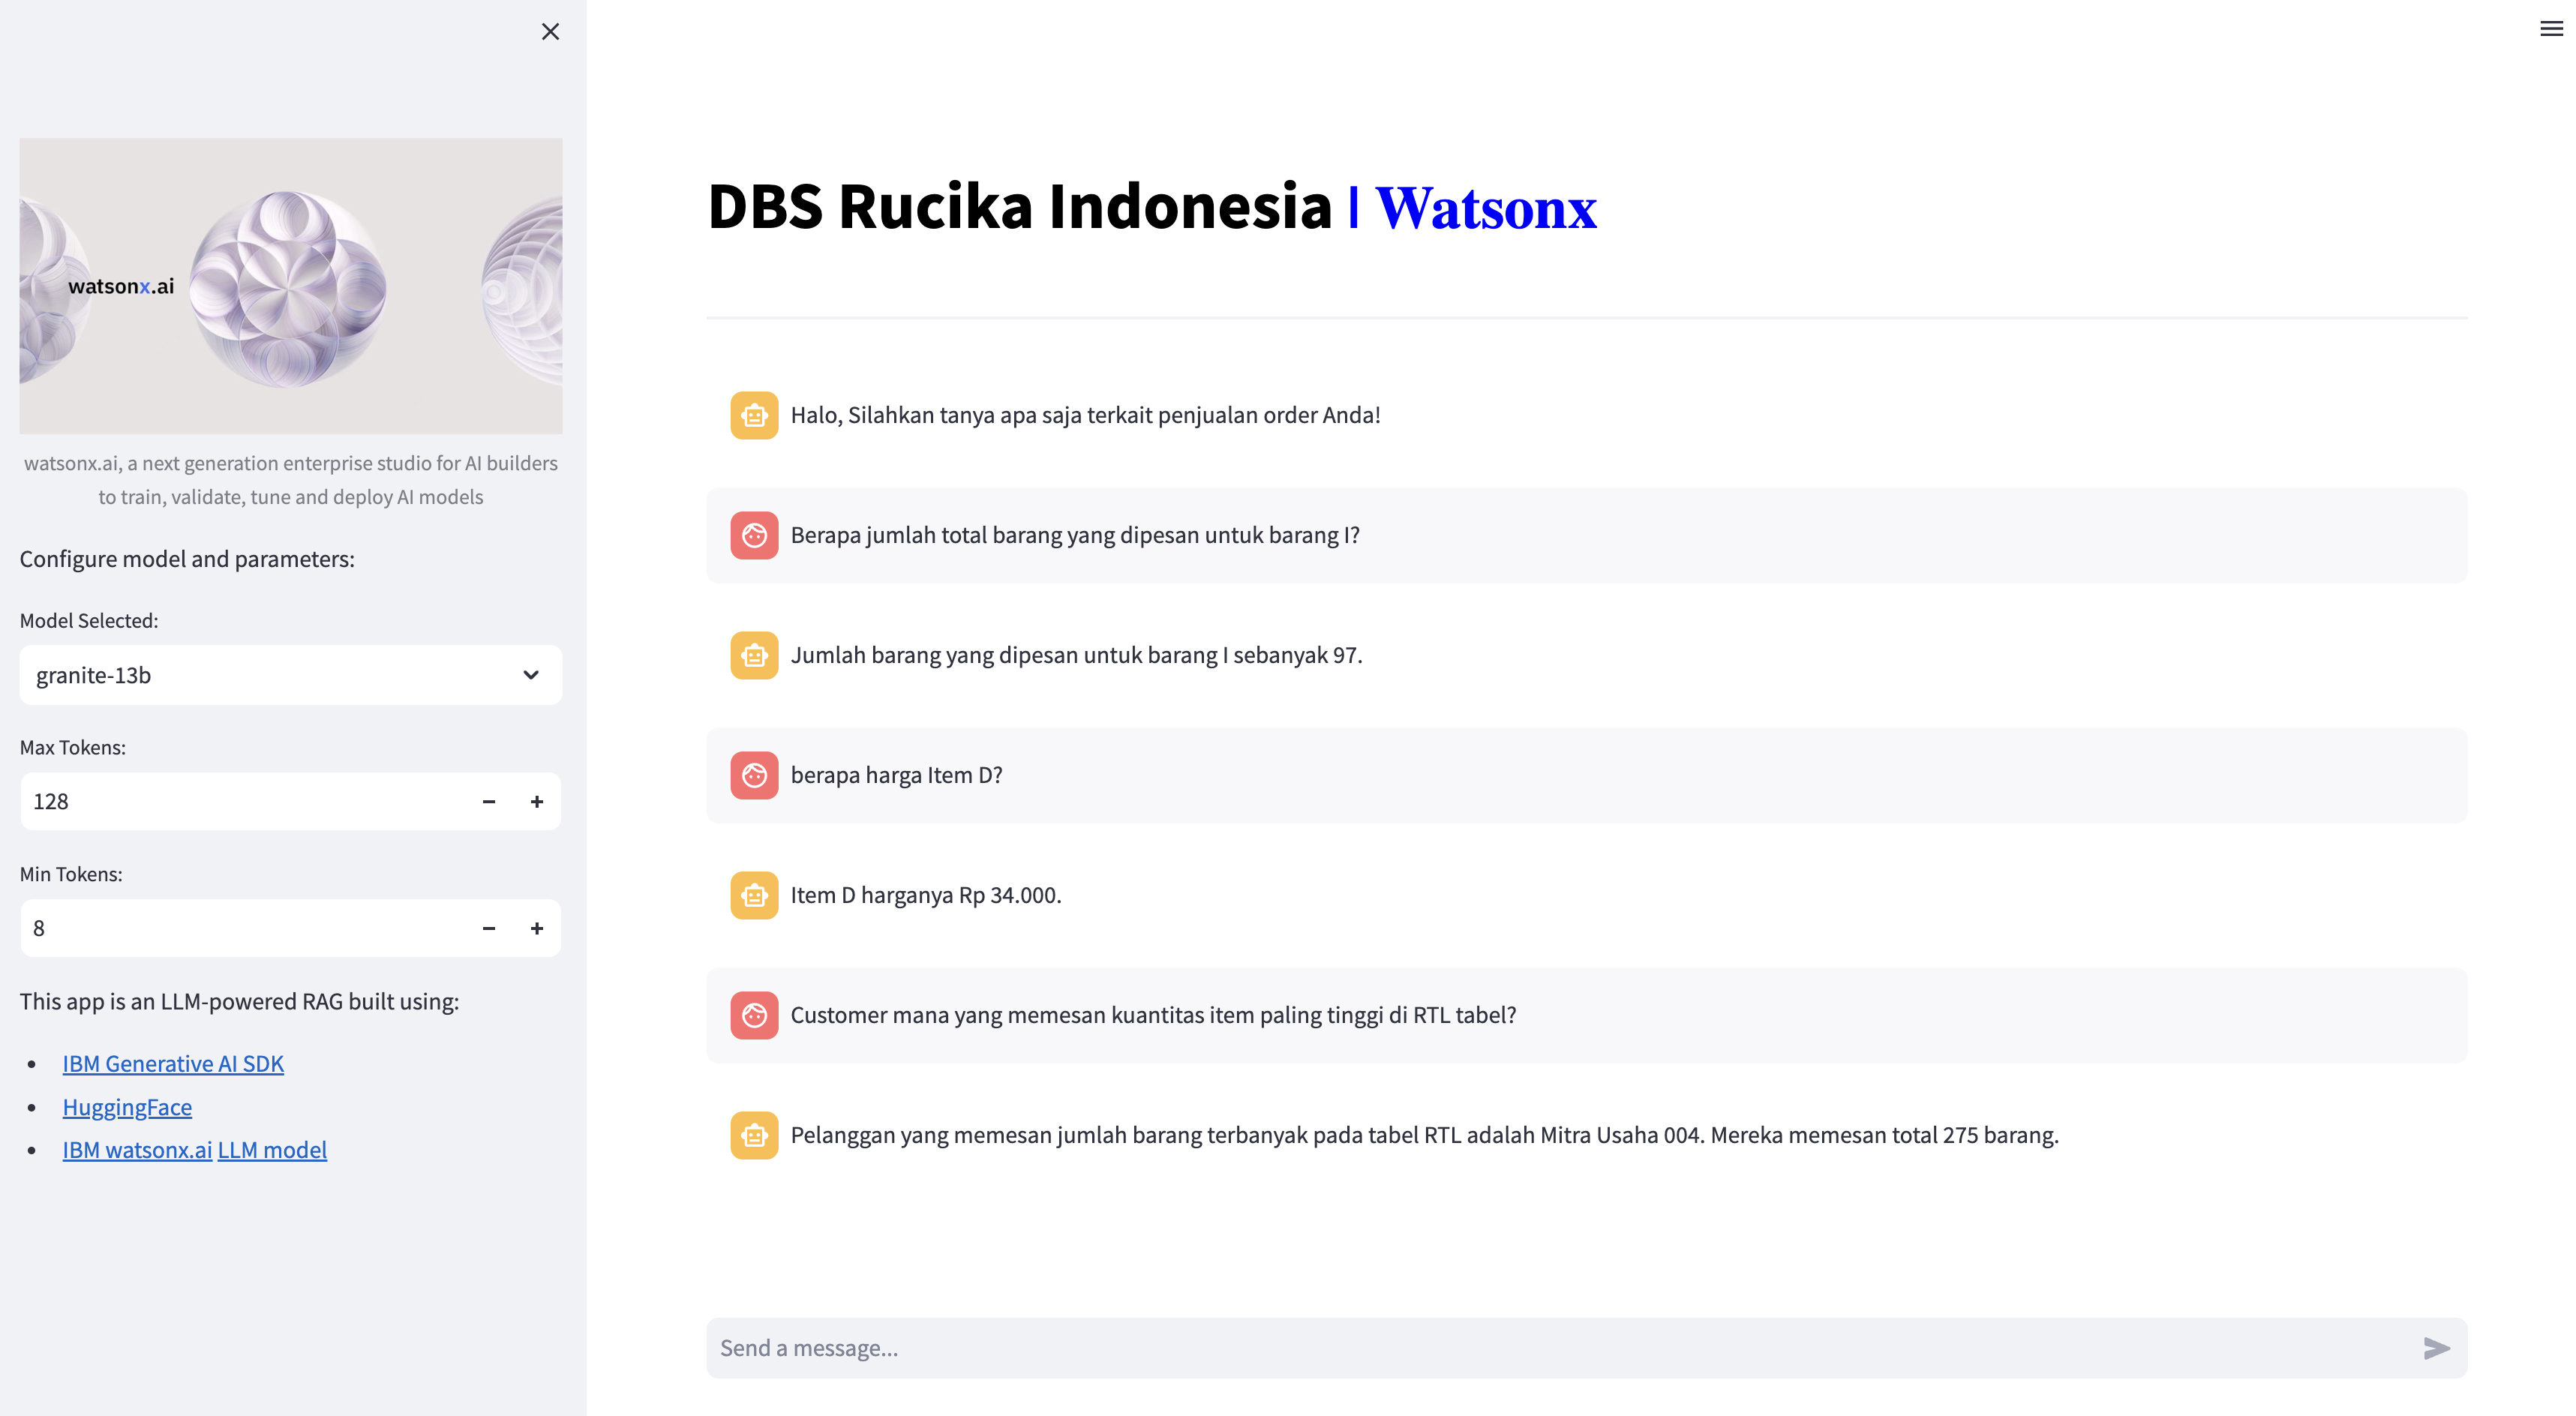 watsonx.ai
watsonx.ai, a next generation enterprise studio for AI builders
to train, validate, tune and deploy AI models
Configure model and parameters:
Model Selected:
granite-13b
Max Tokens:
128
Min Tokens:
8
This app is an LLM-powered RAG built using:
IBM Generative AI SDK
HuggingFace
IBM watsonx.ai LLM model
DBS Rucika Indonesia | Watsonx
Halo, Silahkan tanya apa saja terkait penjualan order Anda!
Berapa jumlah total barang yang dipesan untuk barang I?
Jumlah barang yang dipesan untuk barang I sebanyak 97.
berapa harga Item D?
Item D harganya Rp 34.000.
Customer mana yang memesan kuantitas item paling tinggi di RTL tabel?
Pelanggan yang memesan jumlah barang terbanyak pada tabel RTL adalah Mitra Usaha 004. Mereka memesan total 275 barang.
Send a message...